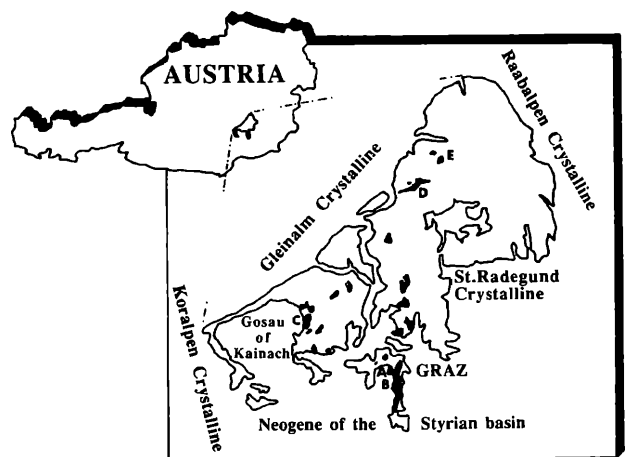 AUSTRIA
Raabalpen Crystalline
Gleinalm Crystalline
E
D
St.Radegund
Crystalline
Koralpen Crystalline
C
Gosau
of
Kainach
A
B
GRAZ
Neogene of the Styrian basin